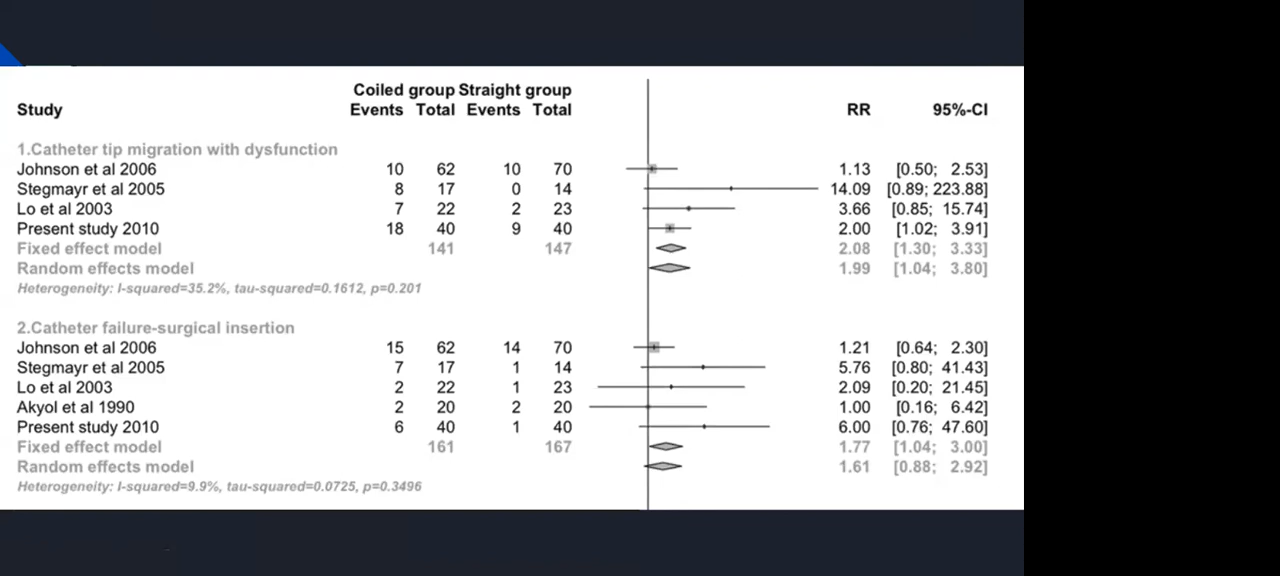 Coiled group Straight group
Study Events Total Events Total RR 95%-CI
1.Catheter tip migration with dysfunction
Johnson et al 2006 10 62 10 70 1.13 [0.50; 2.53]
Stegmayr et al 2005 8 17 0 14 14.09 [0.89; 223.88]
Lo et al 2003 7 22 2 23 3.66 [0.85; 15.74]
Present study 2010 18 40 9 40 2.00 [1.02; 3.91]
Fixed effect model 141 147 2.08 [1.30; 3.33]
Random effects model 1.99 [1.04; 3.80]
Heterogeneity: I-squared=35.2%, tau-squared=0.1612, p=0.201
2.Catheter failure-surgical insertion
Johnson et al 2006 15 62 14 70 1.21 [0.64; 2.30]
Stegmayr et al 2005 7 17 1 14 5.76 [0.80; 41.43]
Lo et al 2003 2 22 1 23 2.09 [0.20; 21.45]
Akyol et al 1990 2 20 2 20 1.00 [0.16; 6.42]
Present study 2010 6 40 1 40 6.00 [0.76; 47.60]
Fixed effect model 161 167 1.77 [1.04; 3.00]
Random effects model 1.61 [0.88; 2.92]
Heterogeneity: I-squared=9.9%, tau-squared=0.0725, p=0.3496